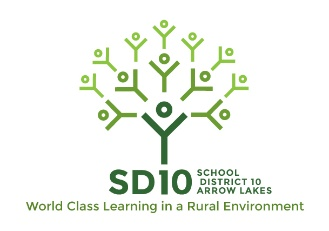 SD10 SCHOOL
DISTRICT 10
ARROW LAKES
World Class Learning in a Rural Environment